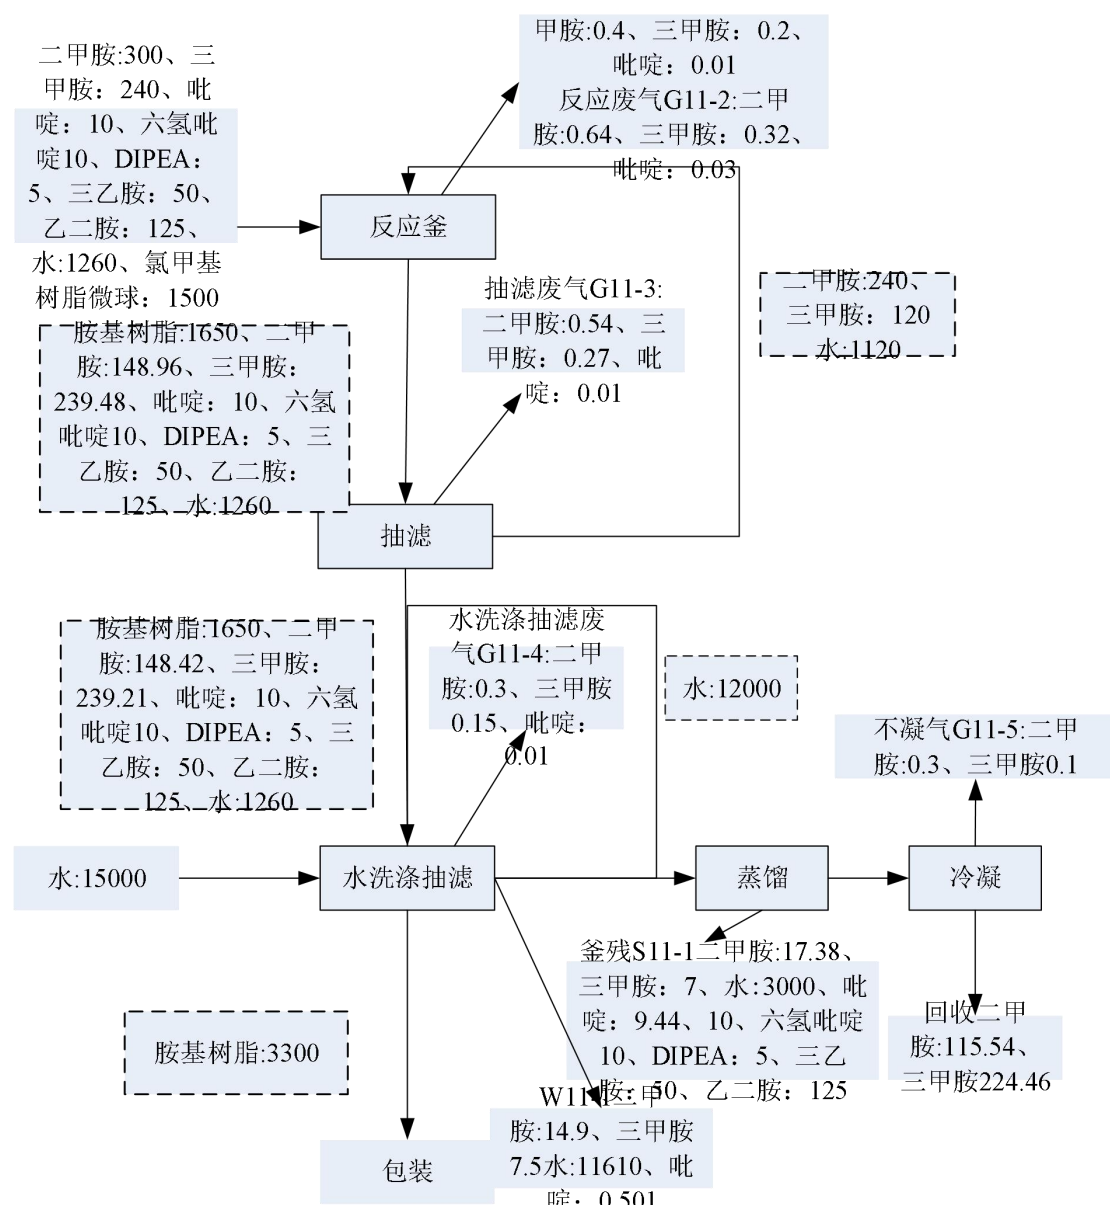 甲胺:0.4、三甲胺：0.2、
吡啶：0.01
反应废气G11-2:二甲
胺:0.64、三甲胺：0.32、
吡啶：0.03
二甲胺:300、三
甲胺：240、吡
啶：10、六氢吡
啶10、DIPEA：
5、三乙胺：50、
乙二胺：125、
水:1260、氯甲基
树脂微球：1500
反应釜
抽滤废气G11-3:
二甲胺:0.54、三
甲胺：0.27、吡
啶：0.01
二甲胺:240、
三甲胺：120
水:1120
胺基树脂:1650、二甲
胺:148.96、三甲胺：
239.48、吡啶：10、六氢
吡啶10、DIPEA：5、三
乙胺：50、乙二胺：
125、水:1260
抽滤
胺基树脂:1650、二甲
胺:148.42、三甲胺：
239.21、吡啶：10、六氢
吡啶10、DIPEA：5、三
乙胺：50、乙二胺：
125、水:1260
水洗涤抽滤废
气G11-4:二甲
胺:0.3、三甲胺
0.15、吡啶：
0.01
水:12000
不凝气G11-5:二甲
胺:0.3、三甲胺0.1
水:15000
水洗涤抽滤
蒸馏
冷凝
釜残S11-1二甲胺:17.38、
三甲胺：7、水:3000、吡
啶：9.44、10、六氢吡啶
10、DIPEA：5、三乙
胺：50、乙二胺：125
回收二甲
胺:115.54、
三甲胺224.46
胺基树脂:3300
W11-1二甲
胺:14.9、三甲胺
7.5水:11610、吡
啶：0.501
包装